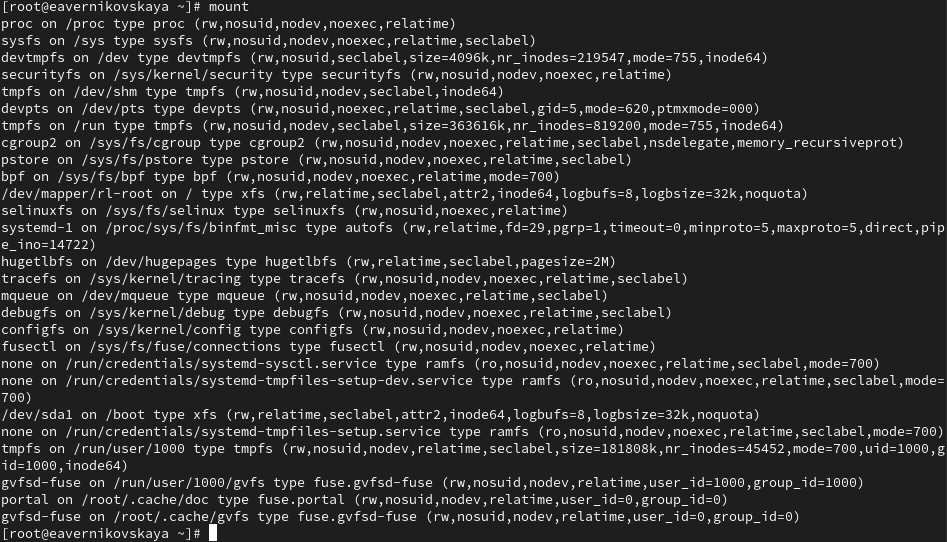 [root@eavernikovskaya ~]# mount
proc on /proc type proc (rw,nosuid,nodev,noexec,relatime)
sysfs on /sys type sysfs (rw,nosuid,nodev,noexec,relatime,seclabel)
devtmpfs on /dev type devtmpfs (rw,nosuid,seclabel,size=4096k,nr_inodes=219547,mode=755,inode64)
securityfs on /sys/kernel/security type securityfs (rw,nosuid,nodev,noexec,relatime)
tmpfs on /dev/shm type tmpfs (rw,nosuid,nodev,seclabel,inode64)
devpts on /dev/pts type devpts (rw,nosuid,noexec,relatime,seclabel,gid=5,mode=620,ptmxmode=000)
tmpfs on /run type tmpfs (rw,nosuid,nodev,seclabel,size=363616k,nr_inodes=819200,mode=755,inode64)
cgroup2 on /sys/fs/cgroup type cgroup2 (rw,nosuid,nodev,noexec,relatime,seclabel,nsdelegate,memory_recursiveprot)
pstore on /sys/fs/pstore type pstore (rw,nosuid,nodev,noexec,relatime,seclabel)
bpf on /sys/fs/bpf type bpf (rw,nosuid,nodev,noexec,relatime,mode=700)
/dev/mapper/rl-root on / type xfs (rw,relatime,seclabel,attr2,inode64,logbufs=8,logbsize=32k,noquota)
selinuxfs on /sys/fs/selinux type selinuxfs (rw,nosuid,noexec,relatime)
systemd-1 on /proc/sys/fs/binfmt_misc type autofs (rw,relatime,fd=29,pgrp=1,timeout=0,minproto=5,maxproto=5,direct,pip
e_ino=14722)
hugetlbfs on /dev/hugepages type hugetlbfs (rw,relatime,seclabel,pagesize=2M)
tracefs on /sys/kernel/tracing type tracefs (rw,nosuid,nodev,noexec,relatime,seclabel)
mqueue on /dev/mqueue type mqueue (rw,nosuid,nodev,noexec,relatime,seclabel)
debugfs on /sys/kernel/debug type debugfs (rw,nosuid,nodev,noexec,relatime,seclabel)
configfs on /sys/kernel/config type configfs (rw,nosuid,nodev,noexec,relatime)
fusectl on /sys/fs/fuse/connections type fusectl (rw,nosuid,nodev,noexec,relatime)
none on /run/credentials/systemd-sysctl.service type ramfs (ro,nosuid,nodev,noexec,relatime,seclabel,mode=700)
none on /run/credentials/systemd-tmpfiles-setup-dev.service type ramfs (ro,nosuid,nodev,noexec,relatime,seclabel,mode=
700)
/dev/sda1 on /boot type xfs (rw,relatime,seclabel,attr2,inode64,logbufs=8,logbsize=32k,noquota)
none on /run/credentials/systemd-tmpfiles-setup.service type ramfs (ro,nosuid,nodev,noexec,relatime,seclabel,mode=700)
tmpfs on /run/user/1000 type tmpfs (rw,nosuid,nodev,relatime,seclabel,size=181808k,nr_inodes=45452,mode=700,uid=1000,g
id=1000,inode64)
gvfsd-fuse on /run/user/1000/gvfs type fuse.gvfsd-fuse (rw,nosuid,nodev,relatime,user_id=1000,group_id=1000)
portal on /root/.cache/doc type fuse.portal (rw,nosuid,nodev,relatime,user_id=0,group_id=0)
gvfsd-fuse on /root/.cache/gvfs type fuse.gvfsd-fuse (rw,nosuid,nodev,relatime,user_id=0,group_id=0)
[root@eavernikovskaya ~]#